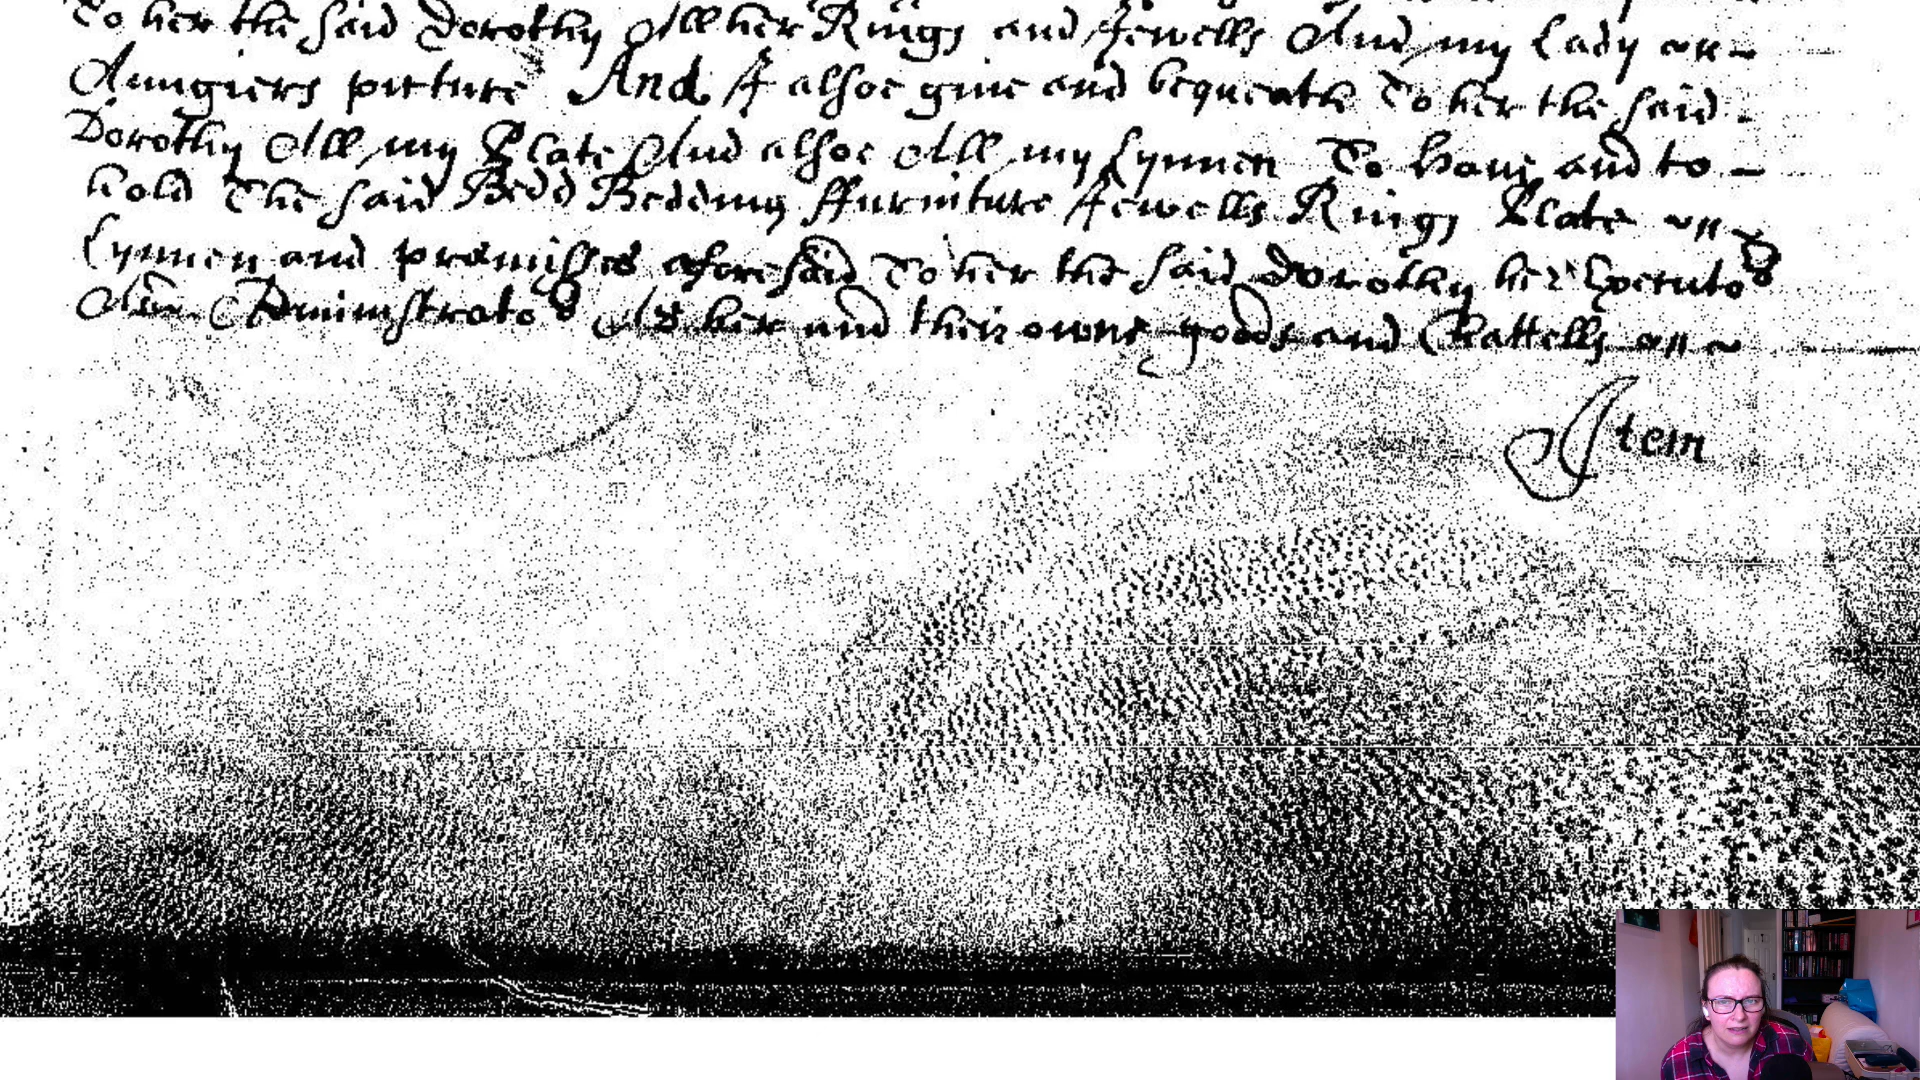 To her the said Dorothy All her Rings and Jewells And my Lady
Aungiers picture And I alsoe give and bequeath To her the said
Dorothy All my Plate And alsoe All my Lynnen To have and to
hold The said Bedd Bedding ffurniture Jewells Rings Plate
Lynnen and premisses aforesaid To her the said Dorothy her Executors
And Administrators As her and their owne goods and Chattells
Item